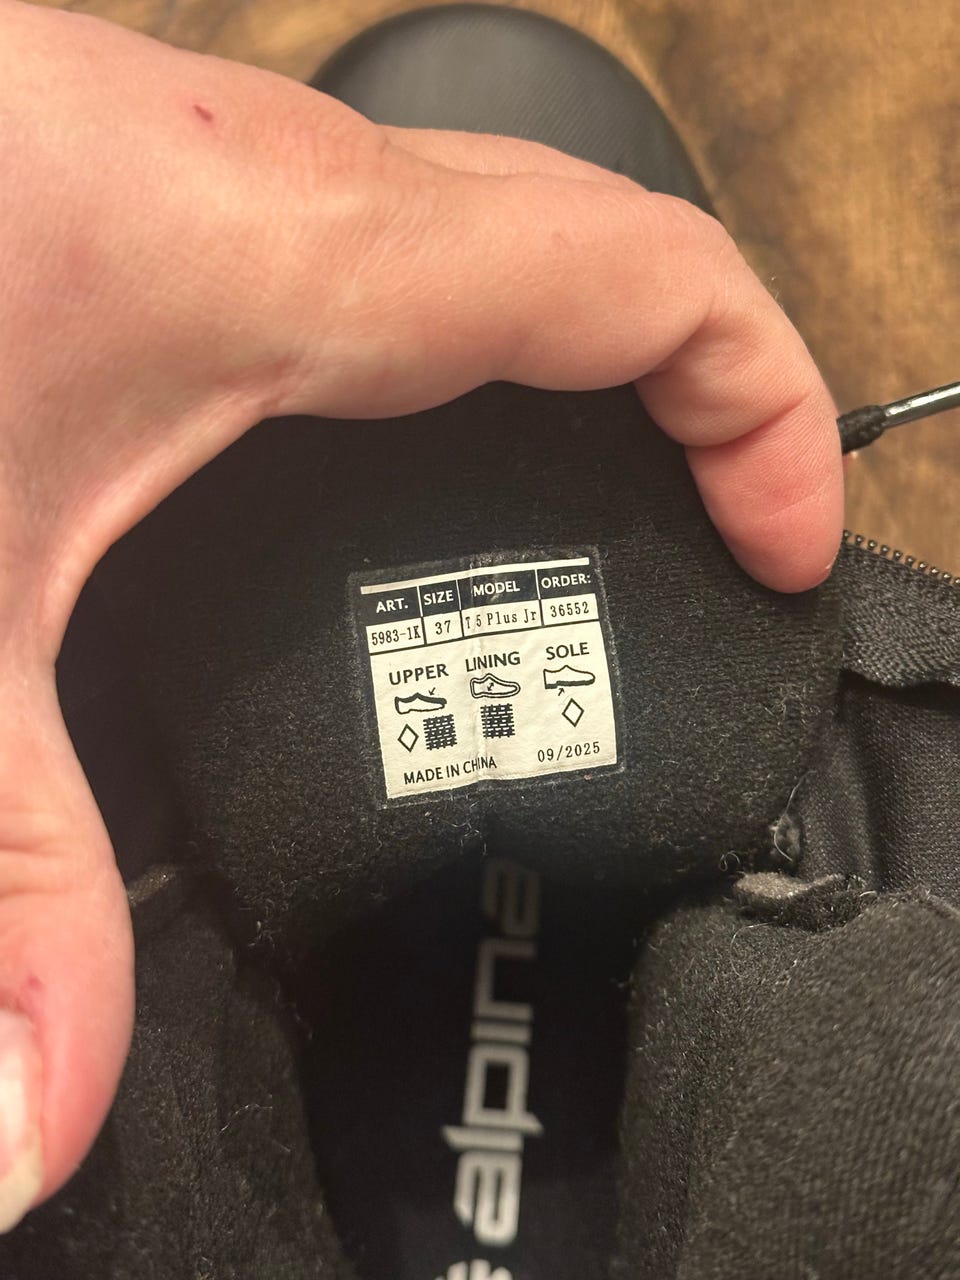 ART. SIZE MODEL ORDER:
5983-1K 37 T 5 Plus Jr 36552
UPPER LINING SOLE
MADE IN CHINA 09/2025
alpina